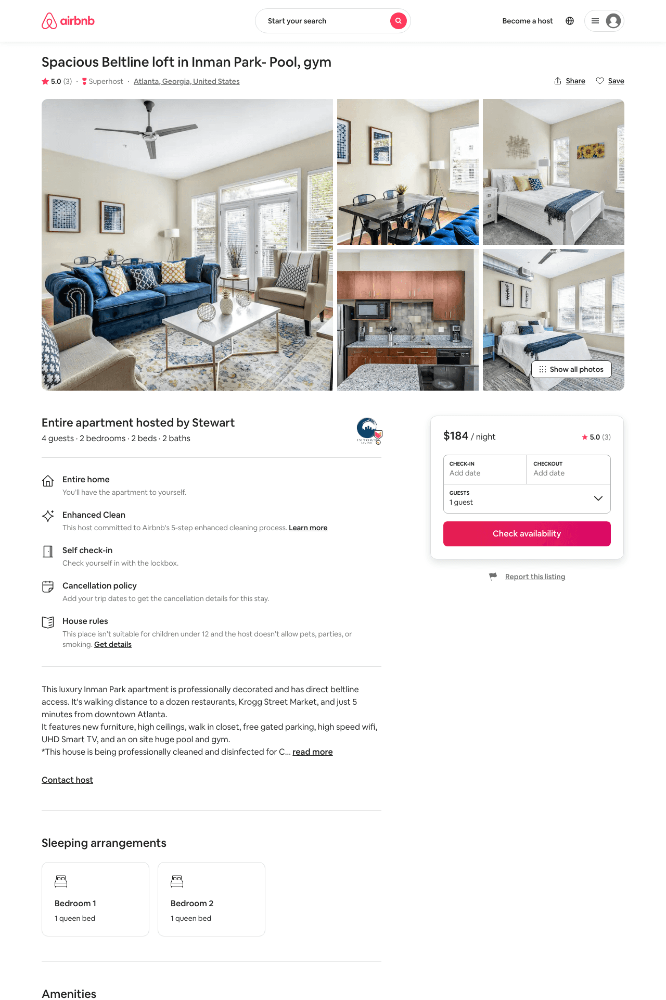 airbnb
Start your search
Become a host
Spacious Beltline loft in Inman Park- Pool, gym
5.0 (3) · Superhost · Atlanta, Georgia, United States
Share
Save
Show all photos
Entire apartment hosted by Stewart
4 guests · 2 bedrooms · 2 beds · 2 baths
IN TOWN
LIVING
Entire home
You’ll have the apartment to yourself.
Enhanced Clean
This host committed to Airbnb's 5-step enhanced cleaning process. Learn more
Self check-in
Check yourself in with the lockbox.
Cancellation policy
Add your trip dates to get the cancellation details for this stay.
House rules
This place isn’t suitable for children under 12 and the host doesn’t allow pets, parties, or
smoking. Get details
This luxury Inman Park apartment is professionally decorated and has direct beltline
access. It's walking distance to a dozen restaurants, Krogg Street Market, and just 5
minutes from downtown Atlanta.
It features new furniture, high ceilings, walk in closet, free gated parking, high speed wifi,
UHD Smart TV, and an on site huge pool and gym.
*This house is being professionally cleaned and disinfected for C... read more
Contact host
Sleeping arrangements
Bedroom 1
1 queen bed
Bedroom 2
1 queen bed
Amenities
$184 / night
5.0 (3)
CHECK-IN
Add date
CHECKOUT
Add date
GUESTS
1 guest
Check availability
Report this listing